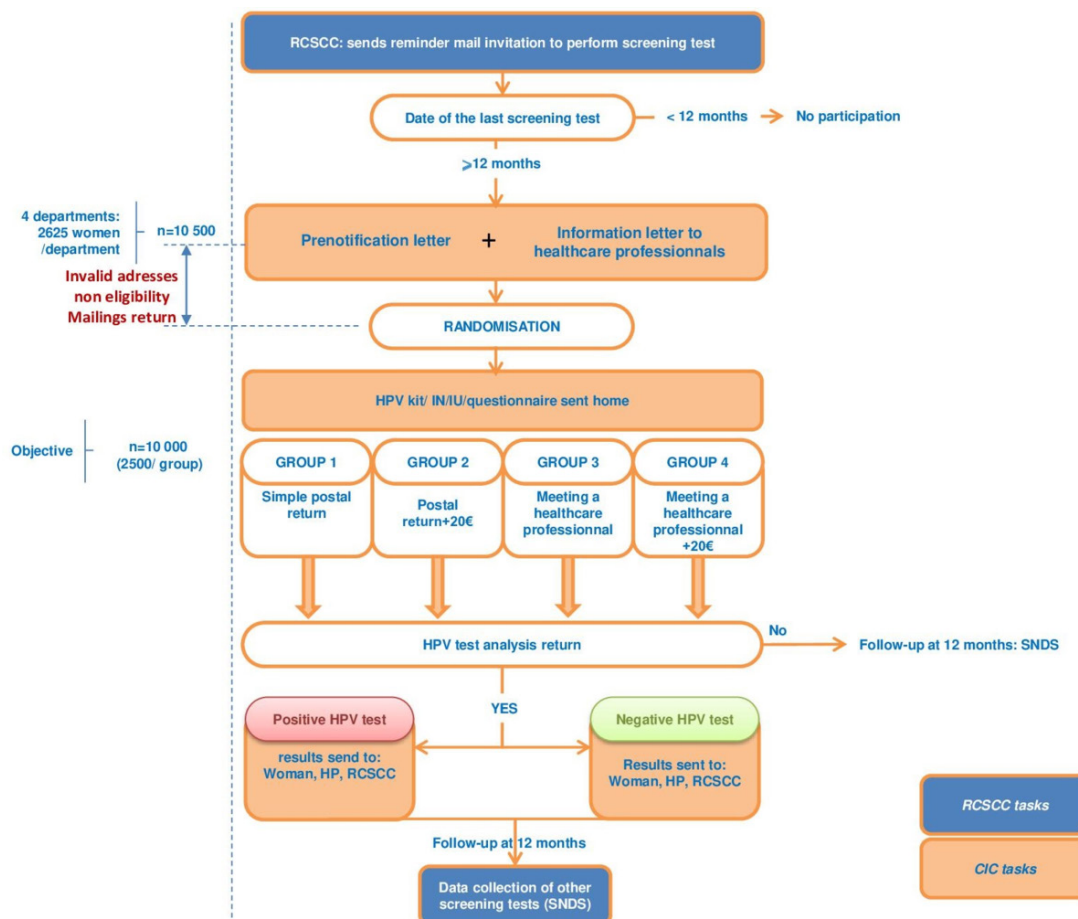 RCSCC: sends reminder mail invitation to perform screening test
Date of the last screening test
< 12 months
No participation
⩾12 months
4 departments:
2625 women
/department
n=10 500
Prenotification letter
+
Information letter to
healthcare professionnals
Invalid adresses
non eligibility
Mailings return
RANDOMISATION
HPV kit/ IN/IU/questionnaire sent home
Objective
n=10 000
(2500/ group)
GROUP 1
Simple postal
return
GROUP 2
Postal
return+20€
GROUP 3
Meeting a
healthcare
professionnal
GROUP 4
Meeting a
healthcare
professionnal
+20€
HPV test analysis return
No
Follow-up at 12 months: SNDS
YES
Positive HPV test
results send to:
Woman, HP, RCSCC
Negative HPV test
Results sent to:
Woman, HP, RCSCC
Follow-up at 12 months
Data collection of other
screening tests (SNDS)
RCSCC tasks
CIC tasks